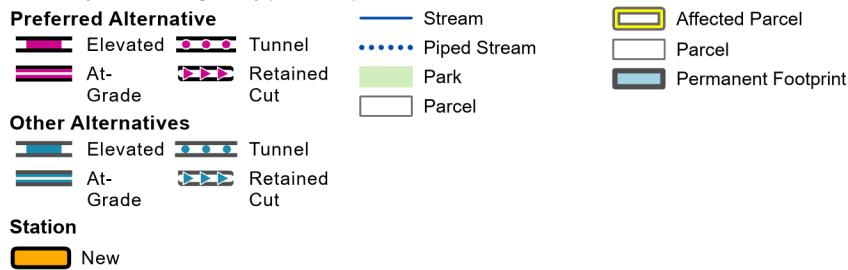 Preferred Alternative
Elevated Tunnel
At-
Grade
Retained
Cut
Other Alternatives
Elevated Tunnel
At-
Grade
Retained
Cut
Station
New
Stream
Piped Stream
Park
Parcel
Affected Parcel
Parcel
Permanent Footprint